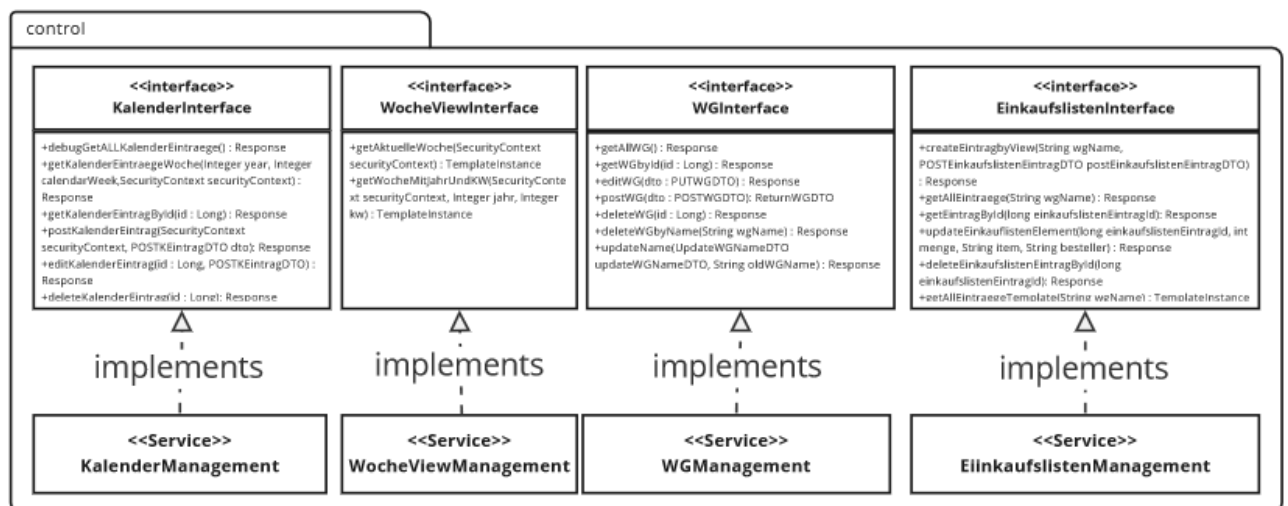 control
<<interface>>
KalenderInterface
+debugGetALLKalenderEintraege() : Response
+getKalenderEintraegeWoche(Integer year, Integer
calendarWeek,SecurityContext securityContext) :
Response
+getKalenderEintragById(id : Long) : Response
+postKalenderEintrag(SecurityContext
securityContext, POSTKEintragDTO dto): Response
+editKalenderEintrag(id : Long, POSTKEintragDTO) :
Response
+deleteKalenderEintrag(id : Long): Response
implements
<<Service>>
KalenderManagement
<<interface>>
WocheViewInterface
+getAktuelleWoche(SecurityContext
securityContext) : TemplateInstance
+getWocheMitJahrUndKW(SecurityConte
xt securityContext, Integer jahr, Integer
kw) : TemplateInstance
implements
<<Service>>
WocheViewManagement
<<interface>>
WGInterface
+getAllWG() : Response
+getWGbyId(id : Long) : Response
+editWG(dto : PUTWGDTO) : Response
+postWG(dto : POSTWGDTO): ReturnWGDTO
+deleteWG(id : Long) : Response
+deleteWGbyName(String wgName) : Response
+updateName(UpdateWGNameDTO
updateWGNameDTO, String oldWGName) : Response
implements
<<Service>>
WGManagement
<<interface>>
EinkaufslistenInterface
+createEintragbyView(String wgName,
POSTEinkaufslistenEintragDTO postEinkaufslistenEintragDTO)
: Response
+getAllEintraege(String wgName) : Response
+getEintragById(long einkaufslistenEintragId): Response
+updateEinkauflistenElement(long einkaufslistenEintragId, int
menge, String item, String besteller) : Response
+deleteEinkaufslistenEintragById(long
einkaufslistenEintragId): Response
+getAllEintraegeTemplate(String wgName) : TemplateInstance
implements
<<Service>>
EiinkaufslistenManagement